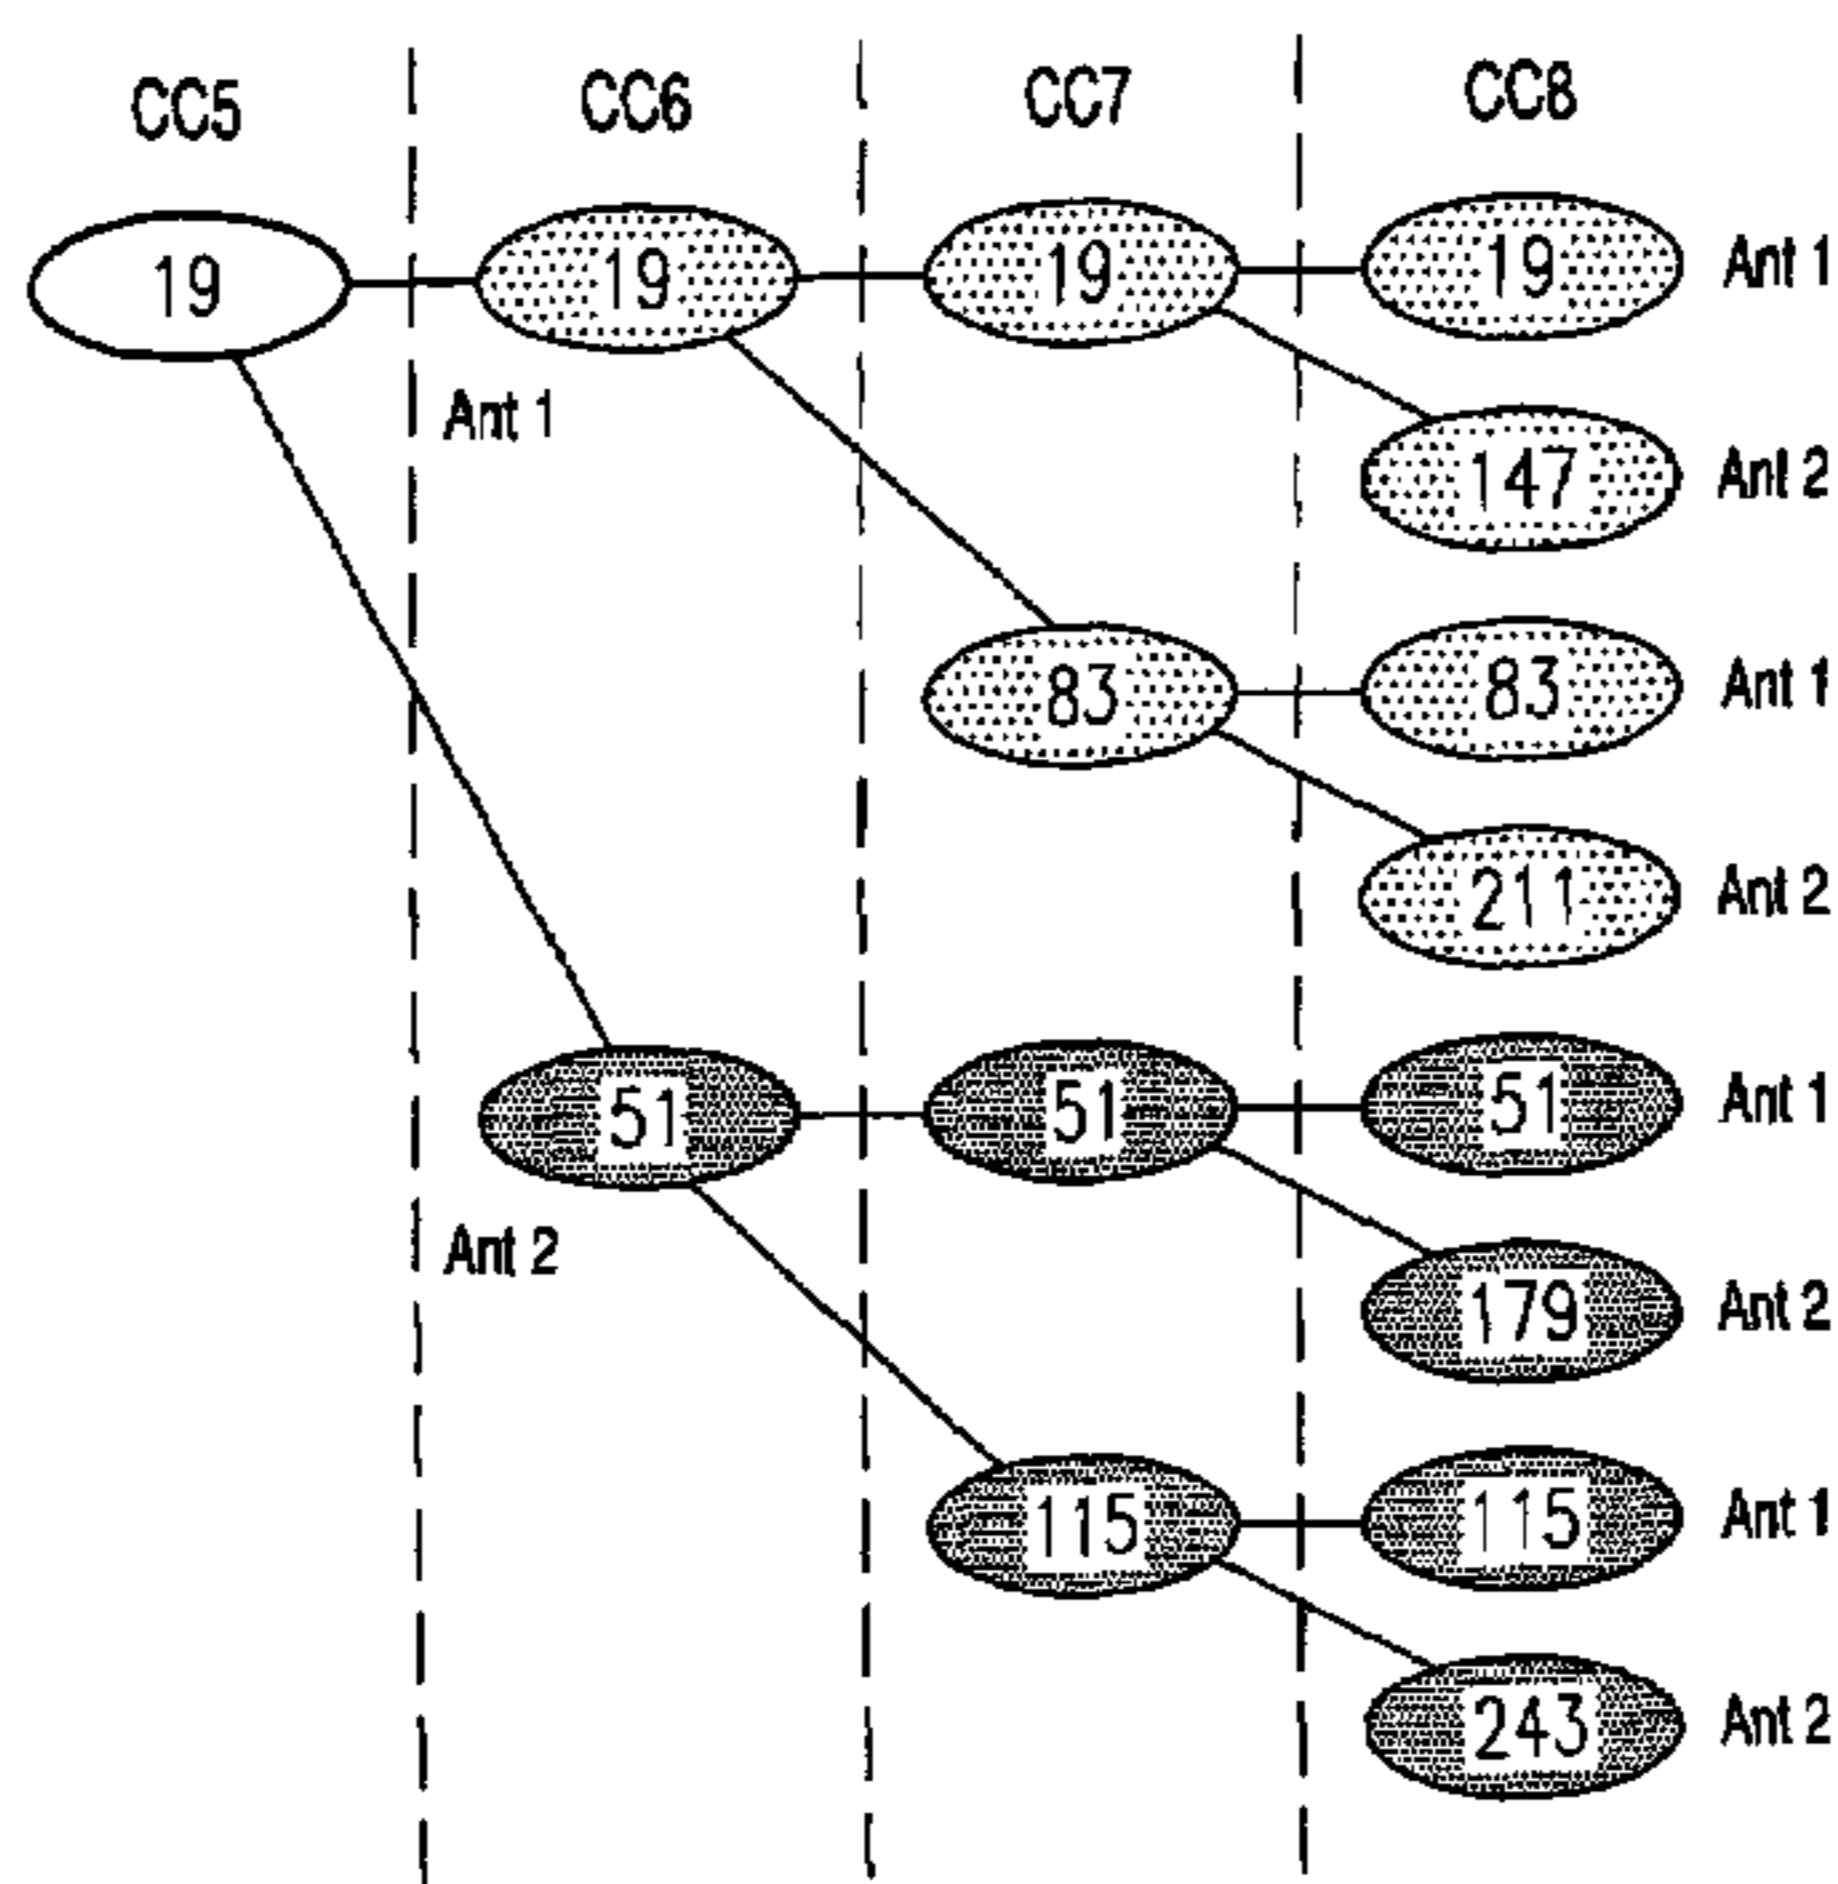 CC5 CC6 CC7 CC8
19 19 19 19 Ant 1
Ant 1
147 Ant 2
83 83 Ant 1
211 Ant 2
51 51 51 Ant 1
Ant 2
179 Ant 2
115 115 Ant 1
243 Ant 2